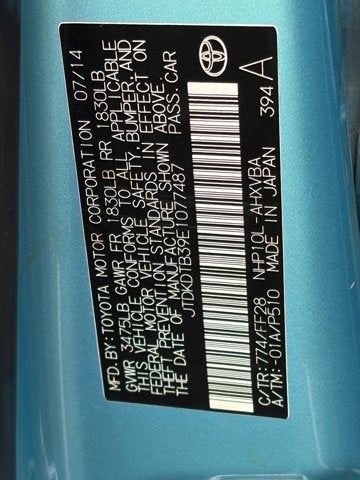 MFD.BY:TOYOTA MOTOR CORPORATION 07/14
GVWR 3475LB GAWR FR 1830LB RR 1830LB
THIS VEHICLE CONFORMS TO ALL APPLICABLE
FEDERAL MOTOR VEHICLE SAFETY, BUMPER, AND
THEFT PREVENTION STANDARDS IN EFFECT ON
THE DATE OF MANUFACTURE SHOWN ABOVE.
JTDKDTB39E1077487 PASS.CAR
C/TR:774/FF28 NHP10L-AHXVBA
A/TM:-01A/P510 MADE IN JAPAN 394 A
TOYOTA